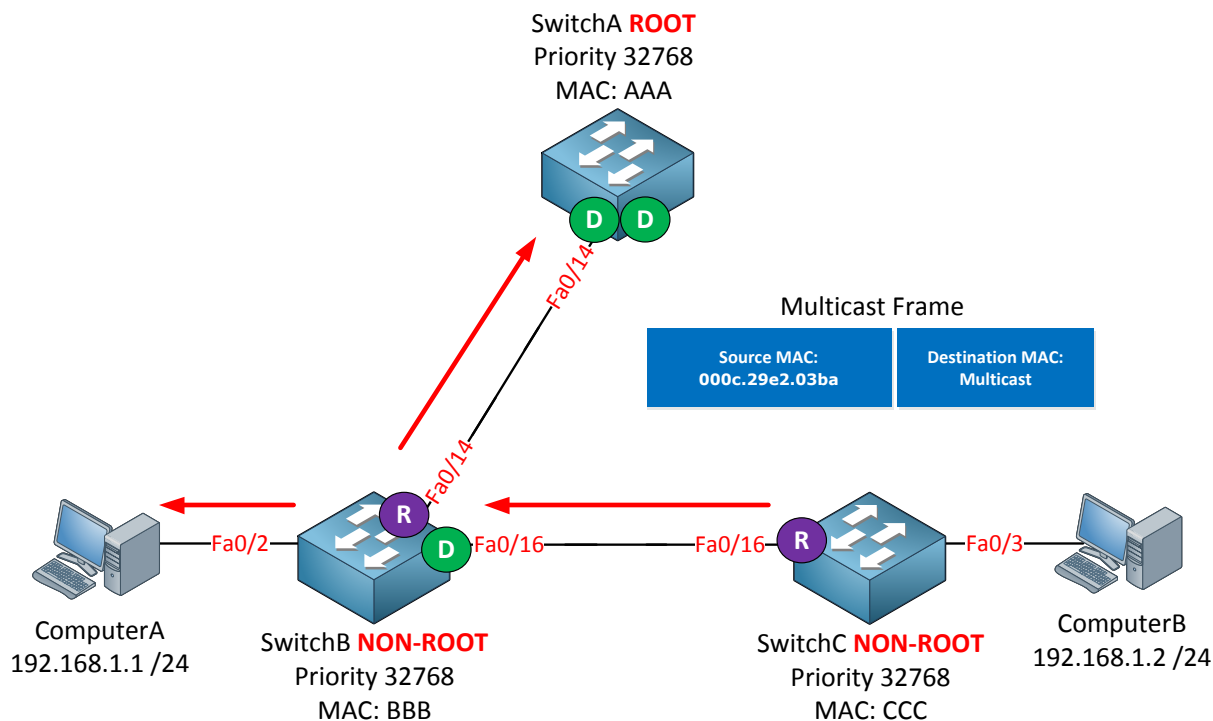 SwitchA ROOT
Priority 32768
MAC: AAA
D D
Fa0/14
Multicast Frame
Source MAC:
000c.29e2.03ba
Destination MAC:
Multicast
Fa0/14
R
D
R
Fa0/2
Fa0/16
Fa0/16
Fa0/3
ComputerA
192.168.1.1 /24
SwitchB NON-ROOT
Priority 32768
MAC: BBB
SwitchC NON-ROOT
Priority 32768
MAC: CCC
ComputerB
192.168.1.2 /24